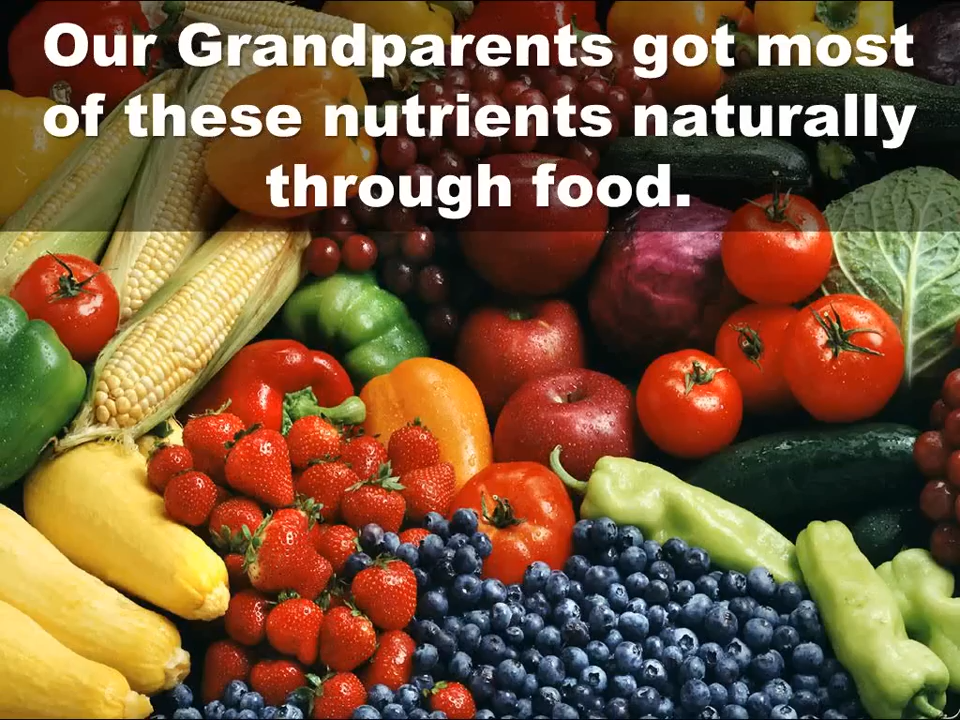 Our Grandparents got most
of these nutrients naturally
through food.